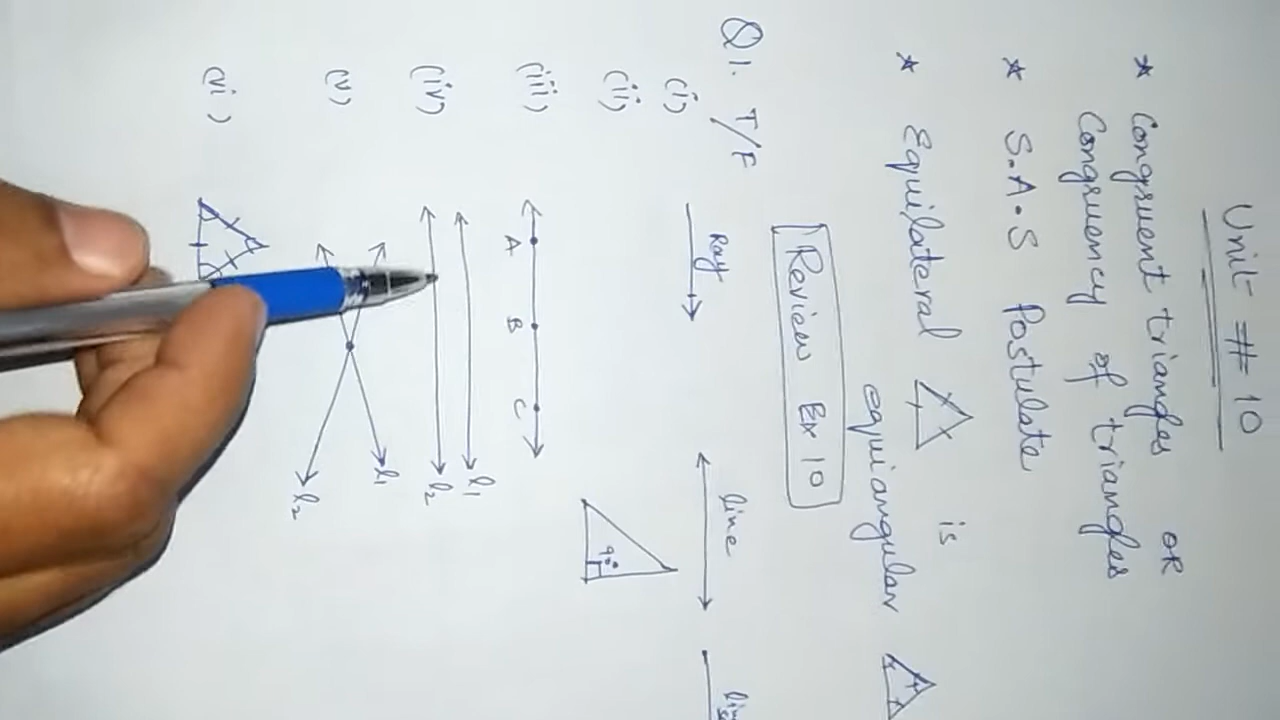 Unit # 10
* Congruent triangles OR
Congruency of triangles
* S.A.S Postulate
* Equilateral is
equiangular
Review Ex 10
Q1. T/F
(i) Ray line
(ii) 90°
(iii) A B C
(iv) l1
l2
(v) l1
l2
(vi)